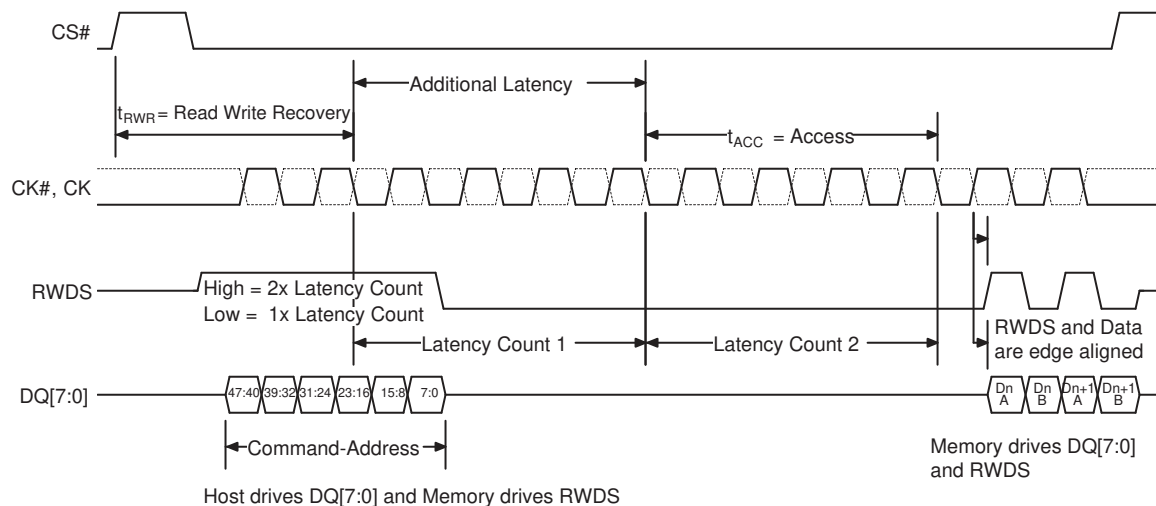 CS#
Additional Latency
tRWR = Read Write Recovery
tACC = Access
CK#, CK
RWDS
High = 2x Latency Count
Low = 1x Latency Count
RWDS and Data
are edge aligned
Latency Count 1
Latency Count 2
DQ[7:0]
47:40 39:32 31:24 23:16 15:8 7:0
Dn A Dn B Dn+1 A Dn+1 B
Command-Address
Memory drives DQ[7:0]
and RWDS
Host drives DQ[7:0] and Memory drives RWDS